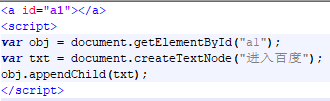 <a id="a1"></a>
<script>
var obj = document.getElementById("a1");
var txt = document.createTextNode("进入百度");
obj.appendChild(txt);
</script>